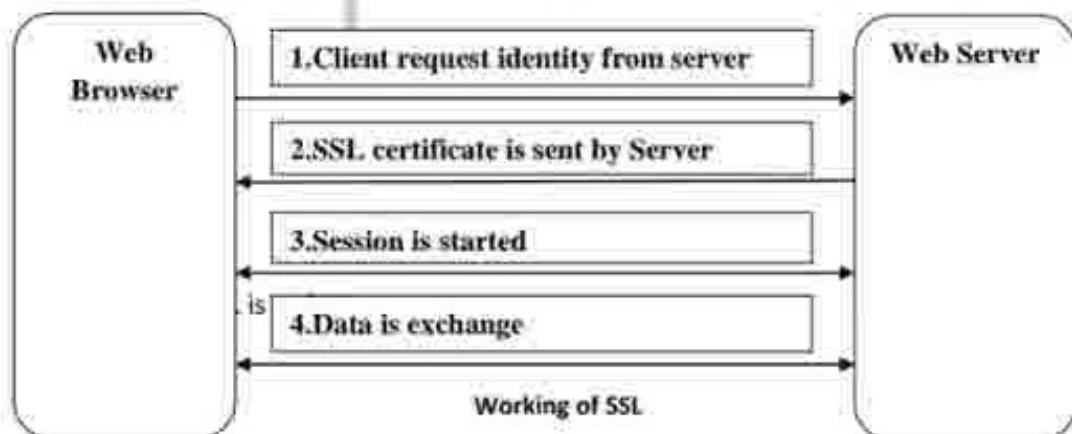 Web
Browser
1.Client request identity from server
Web Server
2.SSL certificate is sent by Server
3.Session is started
. is
4.Data is exchange
Working of SSL